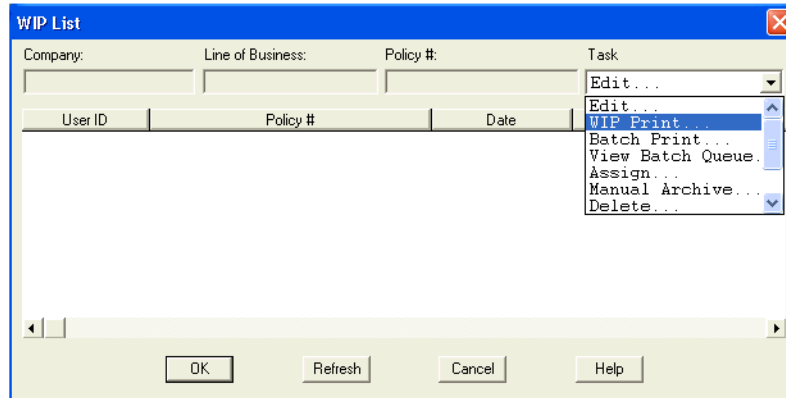 WIP List
Company:
Line of Business:
Policy #:
Task
Edit...
User ID
Policy #
Date
Edit...
WIP Print...
Batch Print...
View Batch Queue.
Assign...
Manual Archive...
Delete...
OK
Refresh
Cancel
Help